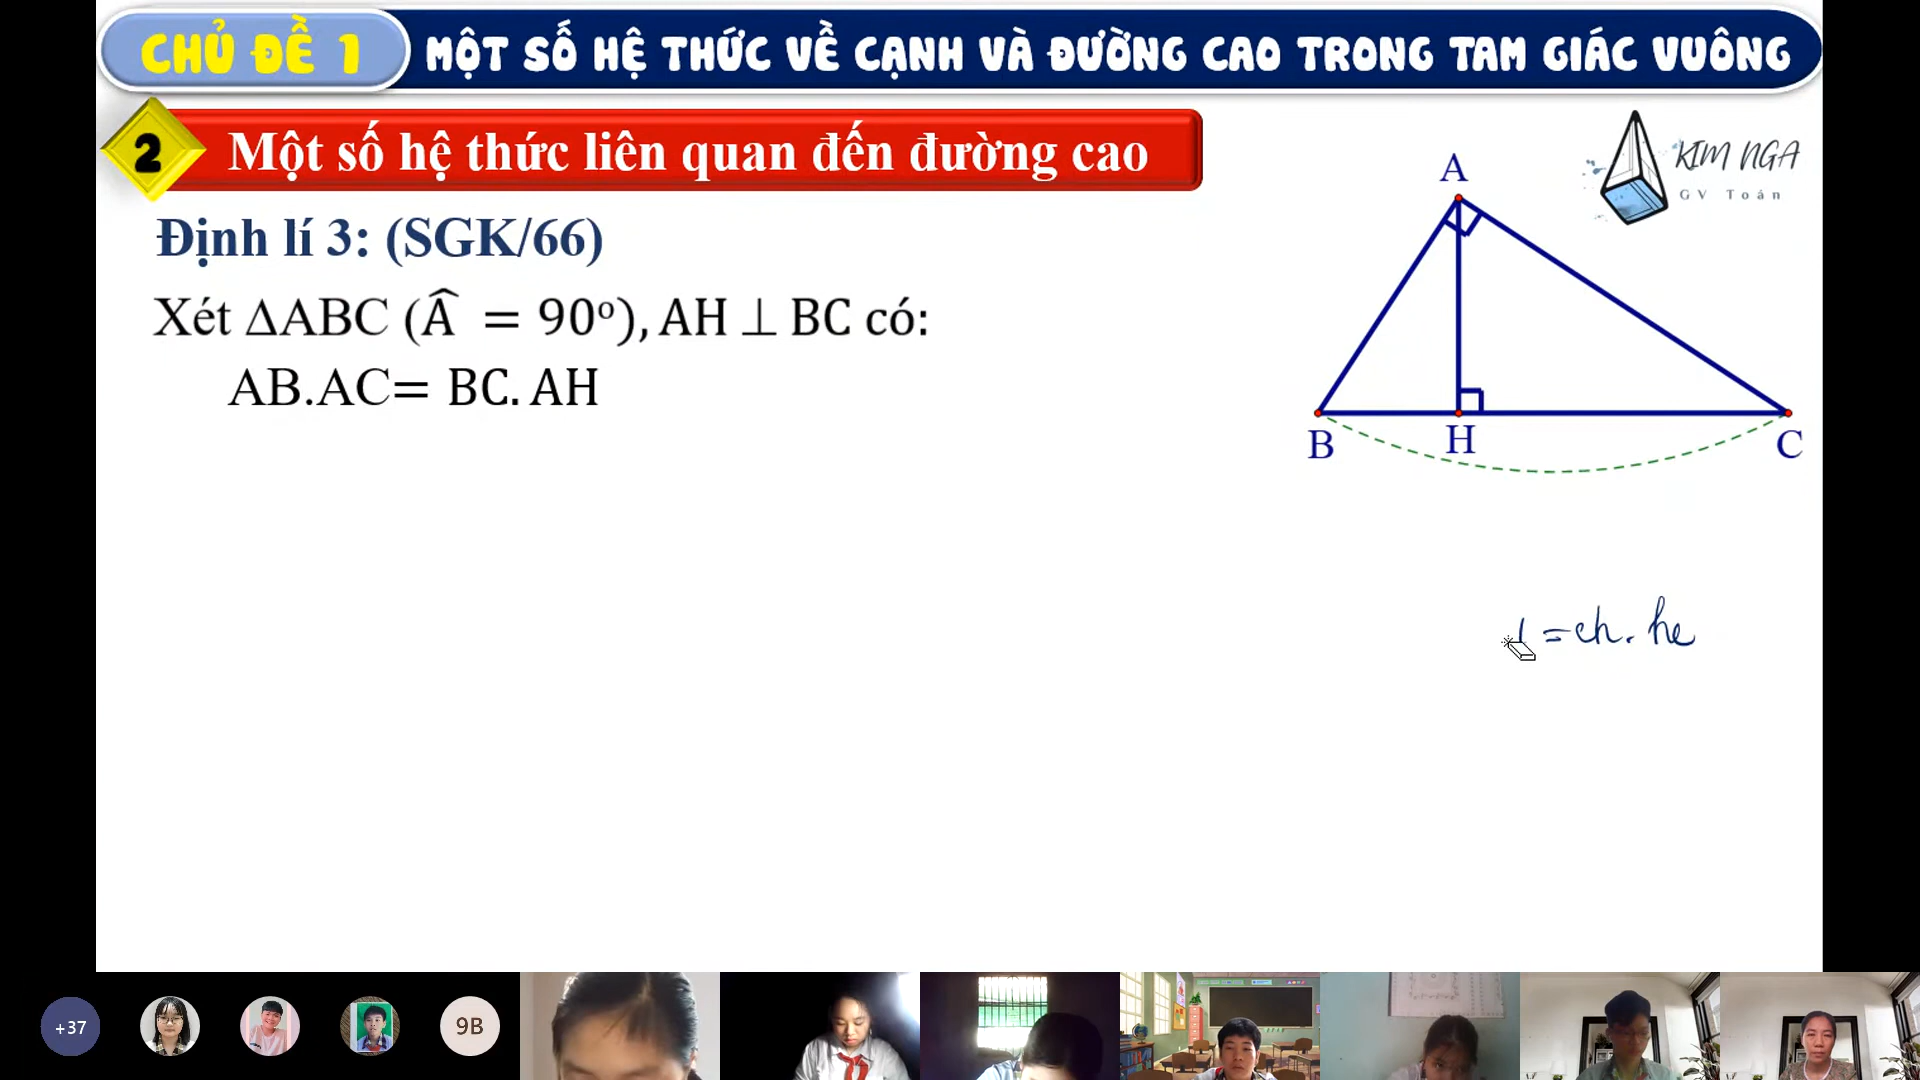 CHỦ ĐỀ 1
MỘT SỐ HỆ THỨC VỀ CẠNH VÀ ĐƯỜNG CAO TRONG TAM GIÁC VUÔNG
2 Một số hệ thức liên quan đến đường cao
KIM NGA
GV Toán
Định lí 3: (SGK/66)
Xét ΔABC (Â = 90°), AH ⊥ BC có:
AB.AC= BC. AH
A
B
H
C
= ch. hc
+37
9B